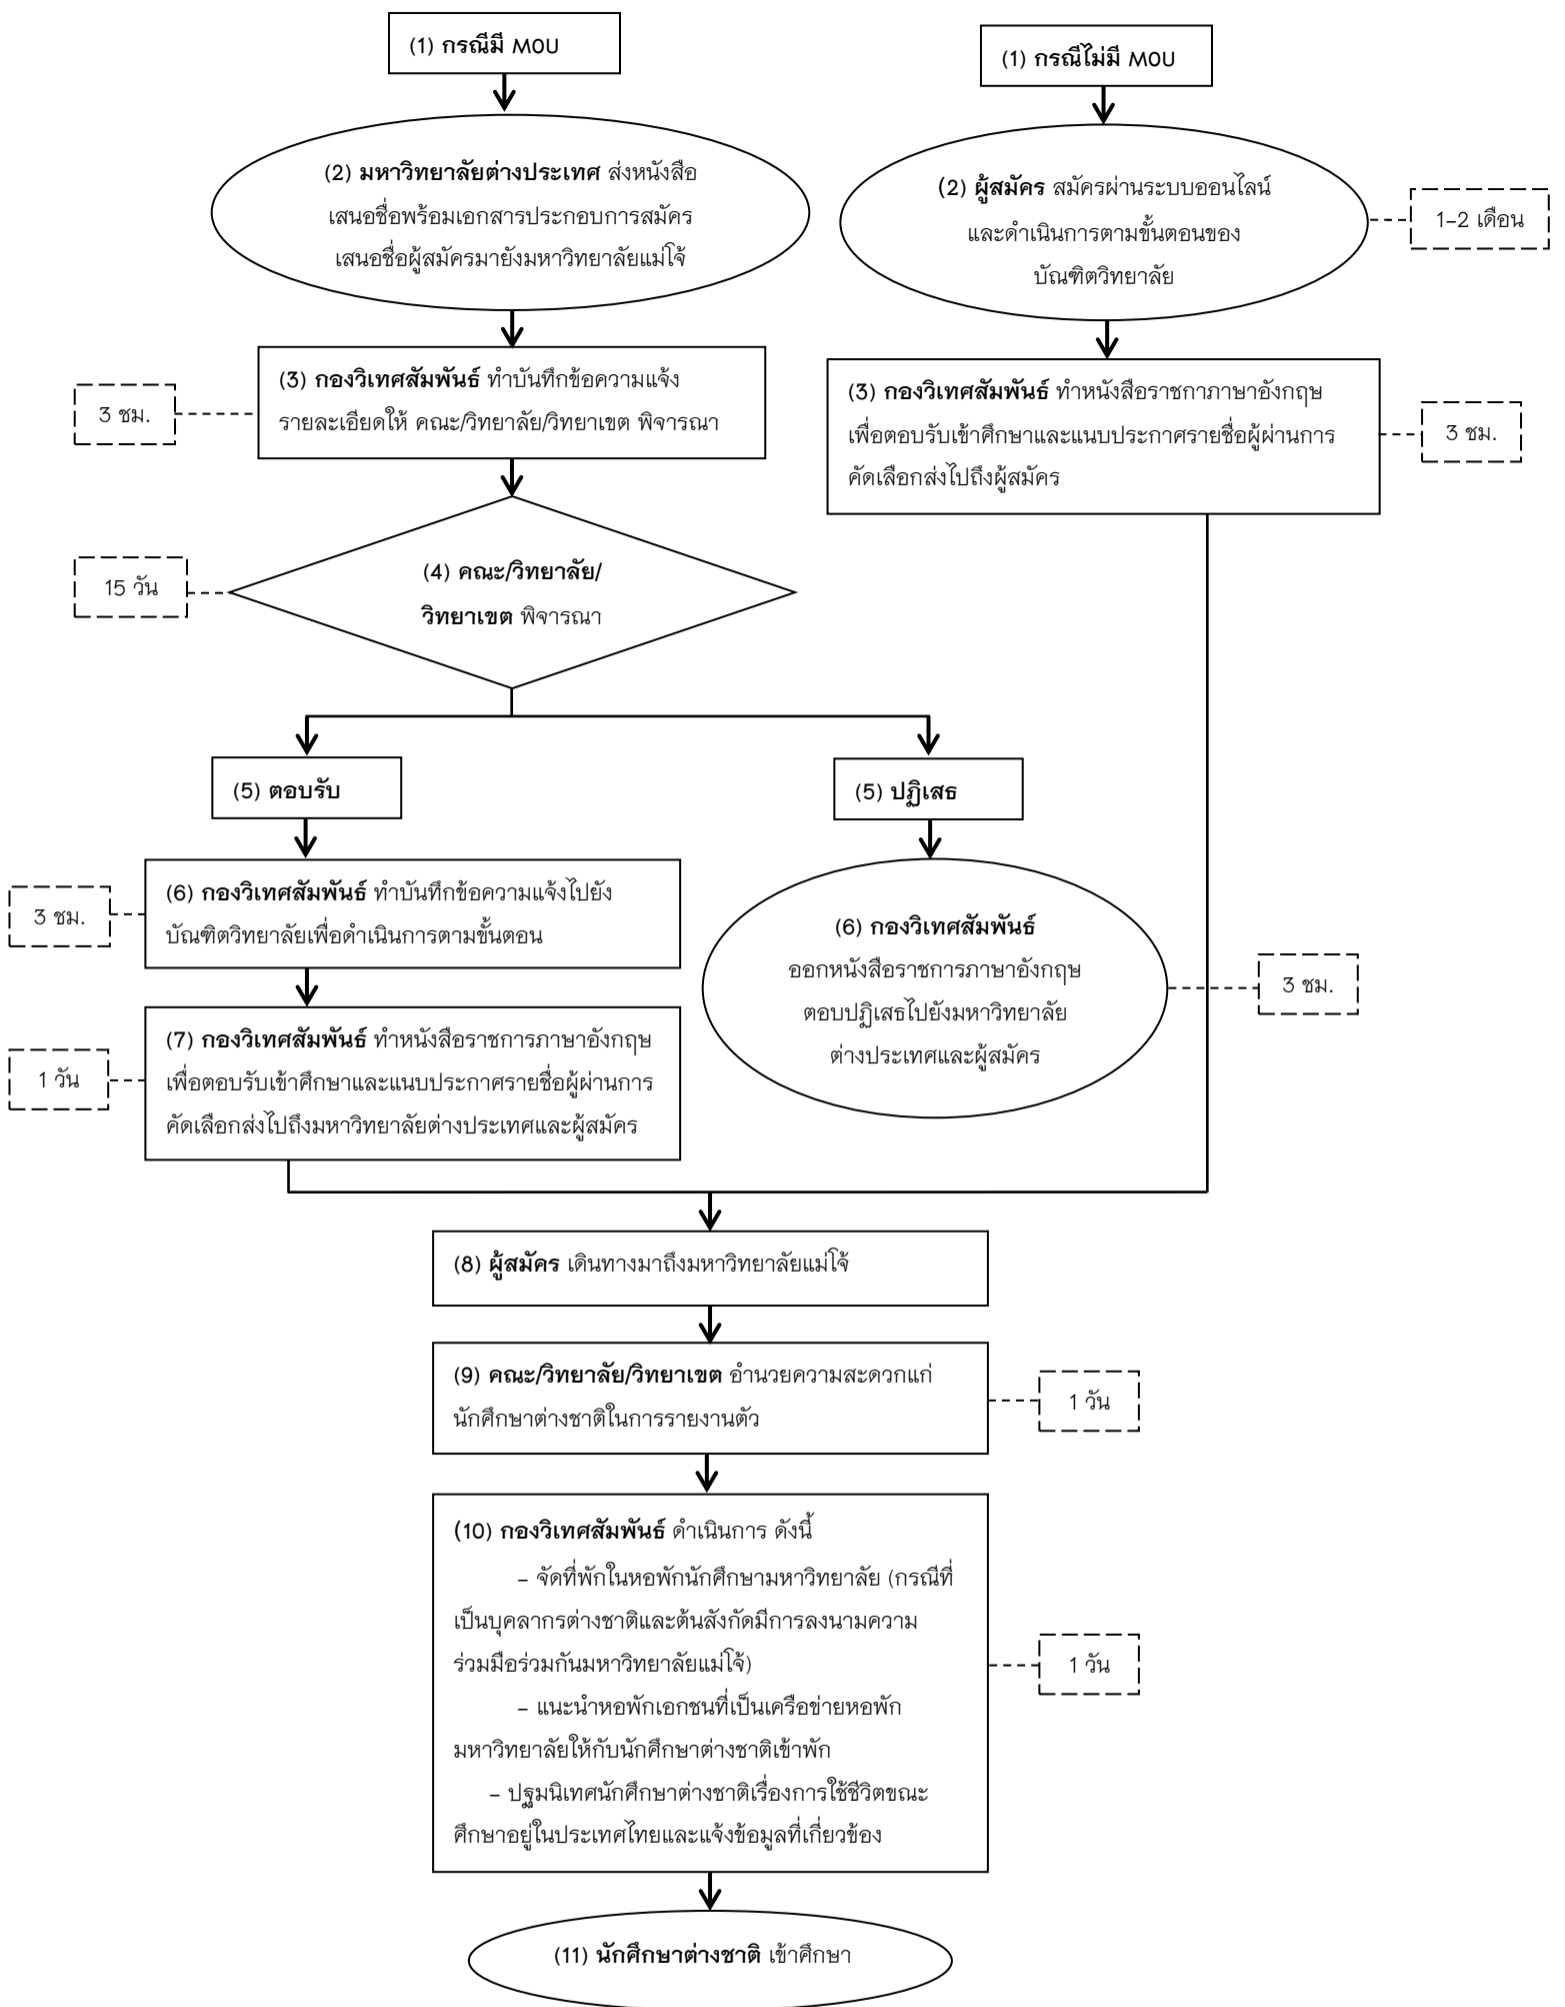 (1) กรณีมี MOU
(1) กรณีไม่มี MOU
(2) มหาวิทยาลัยต่างประเทศ ส่งหนังสือ
เสนอชื่อพร้อมเอกสารประกอบการสมัคร
เสนอชื่อผู้สมัครมายังมหาวิทยาลัยแม่โจ้
(2) ผู้สมัคร สมัครผ่านระบบออนไลน์
และดำเนินการตามขั้นตอนของ
บัณฑิตวิทยาลัย
1-2 เดือน
3 ชม.
(3) กองวิเทศสัมพันธ์ ทำบันทึกข้อความแจ้ง
รายละเอียดให้ คณะ/วิทยาลัย/วิทยาเขต พิจารณา
(3) กองวิเทศสัมพันธ์ ทำหนังสือราชกาภาษาอังกฤษ
เพื่อตอบรับเข้าศึกษาและแนบประกาศรายชื่อผู้ผ่านการ
คัดเลือกส่งไปถึงผู้สมัคร
3 ชม.
15 วัน
(4) คณะ/วิทยาลัย/
วิทยาเขต พิจารณา
(5) ตอบรับ
(5) ปฏิเสธ
3 ชม.
(6) กองวิเทศสัมพันธ์ ทำบันทึกข้อความแจ้งไปยัง
บัณฑิตวิทยาลัยเพื่อดำเนินการตามขั้นตอน
(6) กองวิเทศสัมพันธ์
ออกหนังสือราชการภาษาอังกฤษ
ตอบปฏิเสธไปยังมหาวิทยาลัย
ต่างประเทศและผู้สมัคร
3 ชม.
1 วัน
(7) กองวิเทศสัมพันธ์ ทำหนังสือราชการภาษาอังกฤษ
เพื่อตอบรับเข้าศึกษาและแนบประกาศรายชื่อผู้ผ่านการ
คัดเลือกส่งไปถึงมหาวิทยาลัยต่างประเทศและผู้สมัคร
(8) ผู้สมัคร เดินทางมาถึงมหาวิทยาลัยแม่โจ้
(9) คณะ/วิทยาลัย/วิทยาเขต อำนวยความสะดวกแก่
นักศึกษาต่างชาติในการรายงานตัว
1 วัน
(10) กองวิเทศสัมพันธ์ ดำเนินการ ดังนี้
- จัดที่พักในหอพักนักศึกษามหาวิทยาลัย (กรณีที่
เป็นบุคลากรต่างชาติและต้นสังกัดมีการลงนามความ
ร่วมมือร่วมกันมหาวิทยาลัยแม่โจ้)
- แนะนำหอพักเอกชนที่เป็นเครือข่ายหอพัก
มหาวิทยาลัยให้กับนักศึกษาต่างชาติเข้าพัก
- ปฐมนิเทศนักศึกษาต่างชาติเรื่องการใช้ชีวิตขณะ
ศึกษาอยู่ในประเทศไทยและแจ้งข้อมูลที่เกี่ยวข้อง
1 วัน
(11) นักศึกษาต่างชาติ เข้าศึกษา